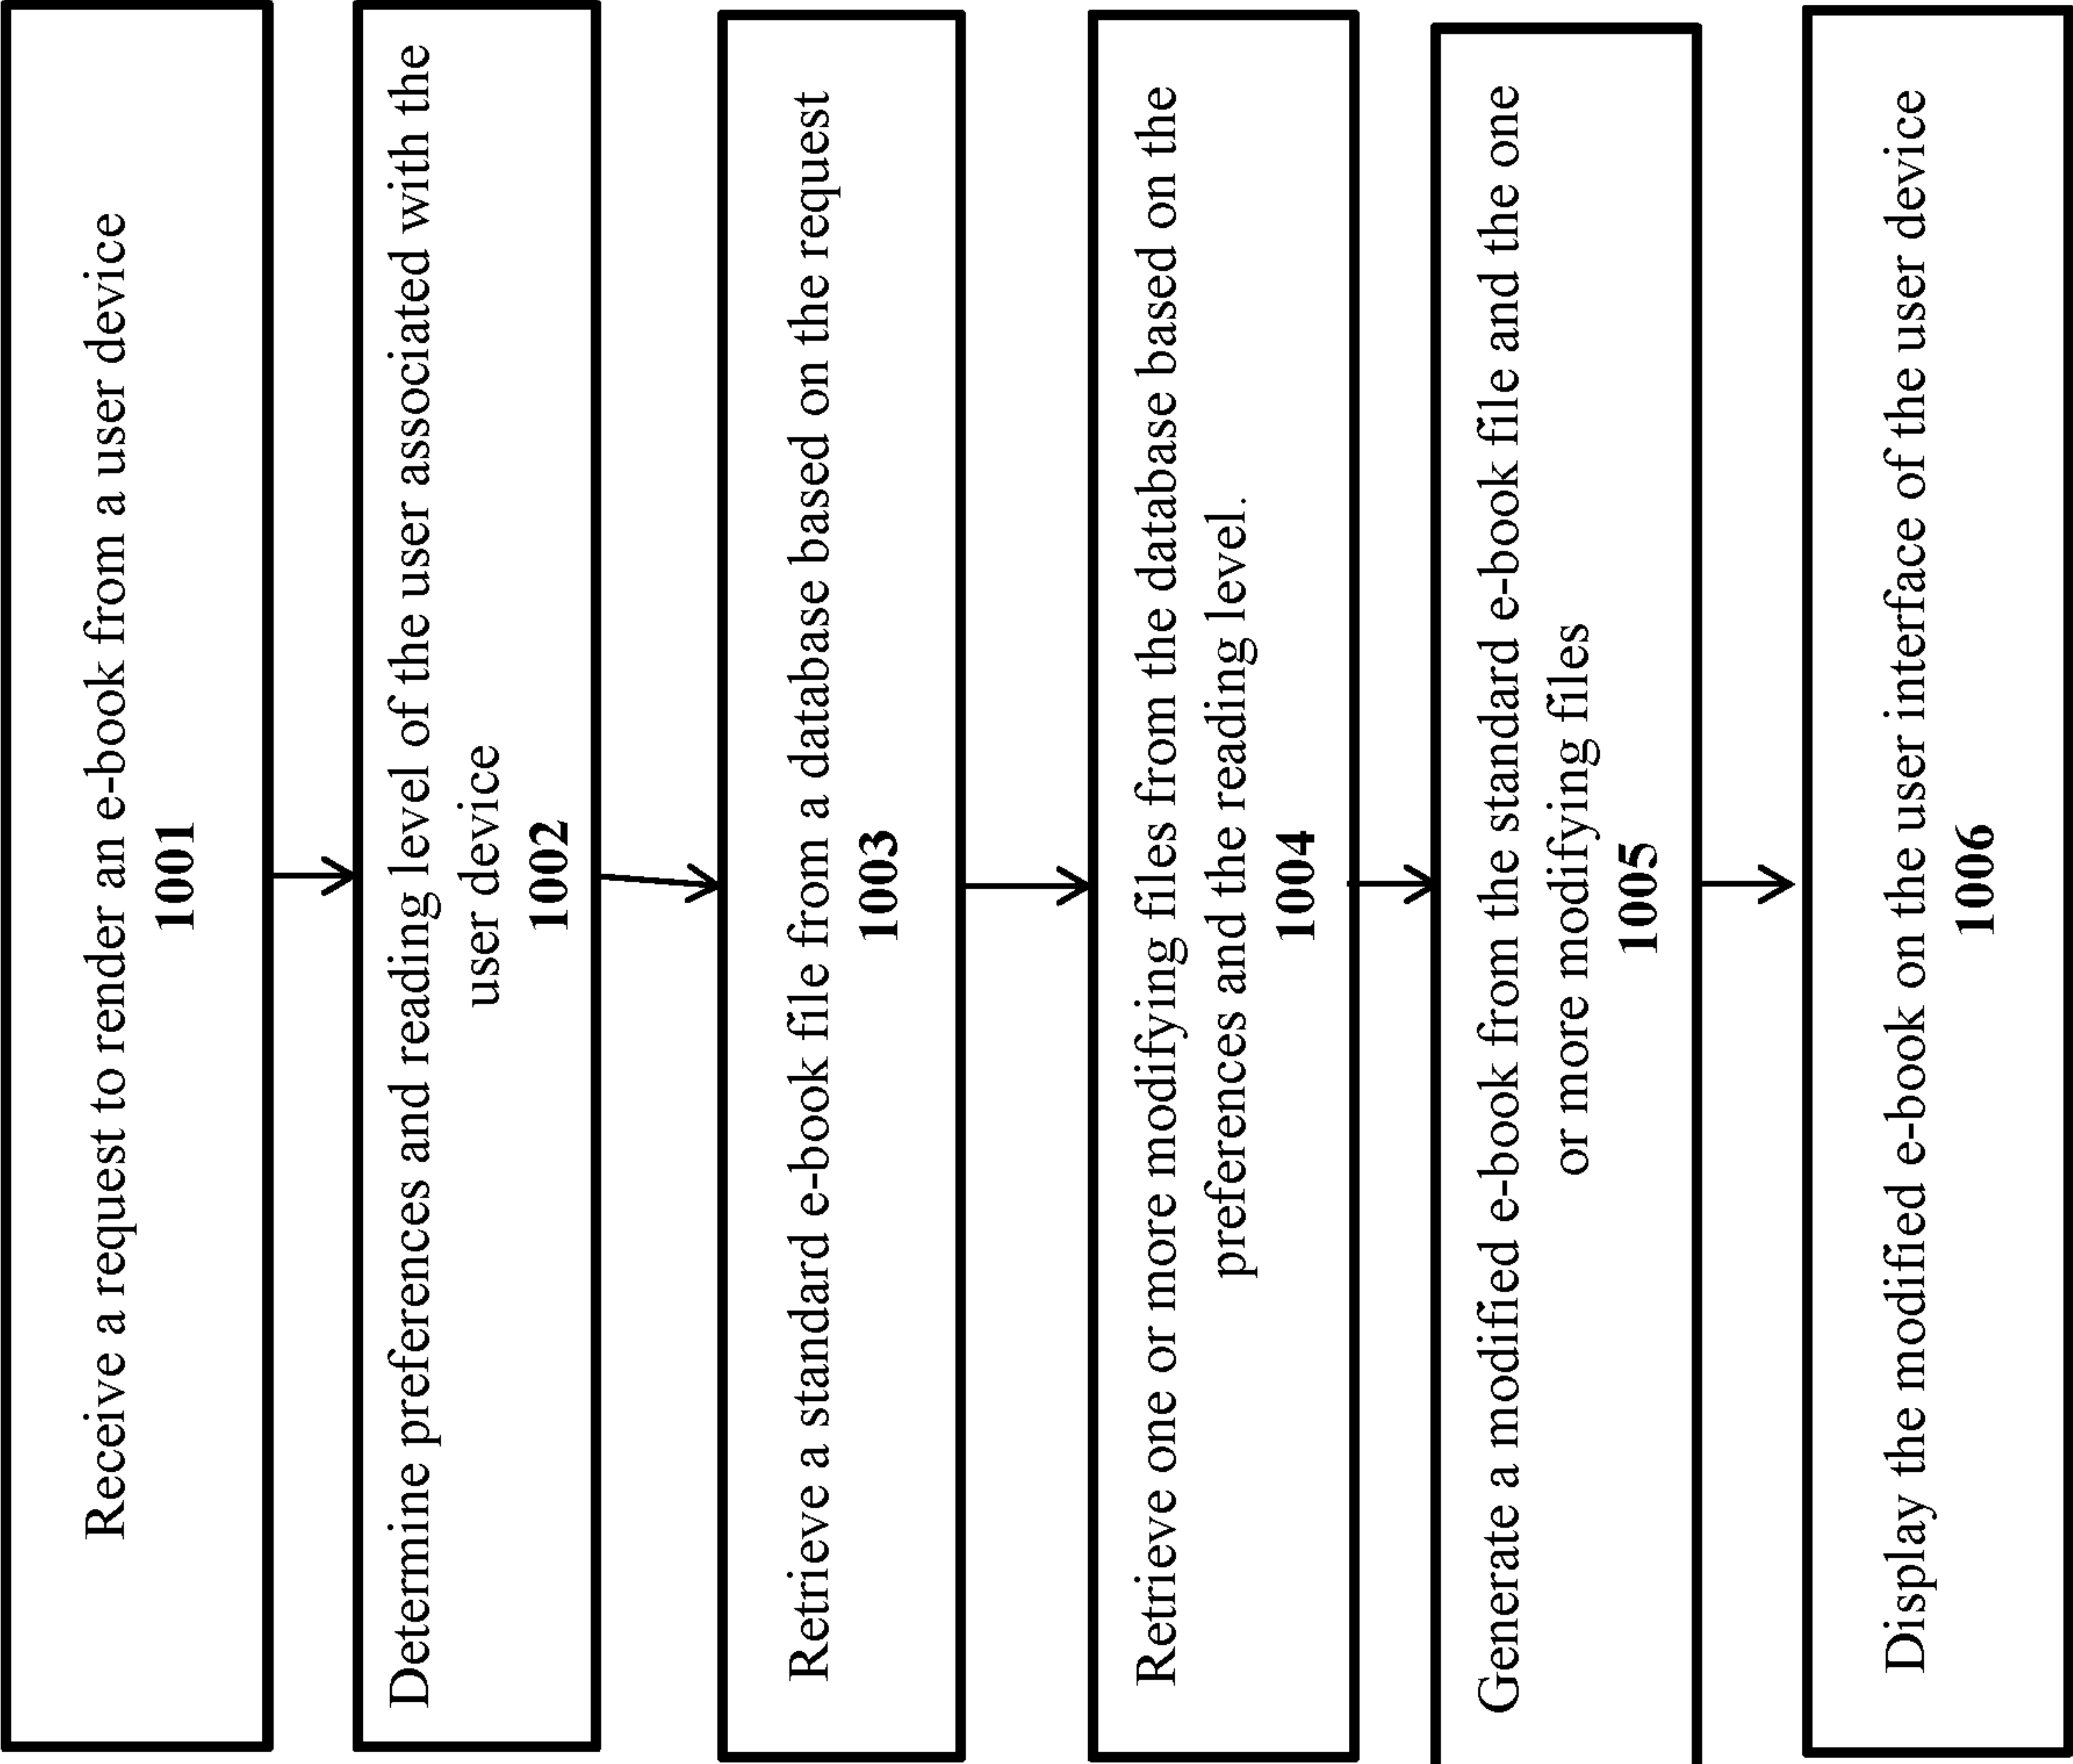 Receive a request to render an e-book from a user device
1001
Determine preferences and reading level of the user associated with the
user device
1002
Retrieve a standard e-book file from a database based on the request
1003
Retrieve one or more modifying files from the database based on the
preferences and the reading level.
1004
Generate a modified e-book from the standard e-book file and the one
or more modifying files
1005
Display the modified e-book on the user interface of the user device
1006